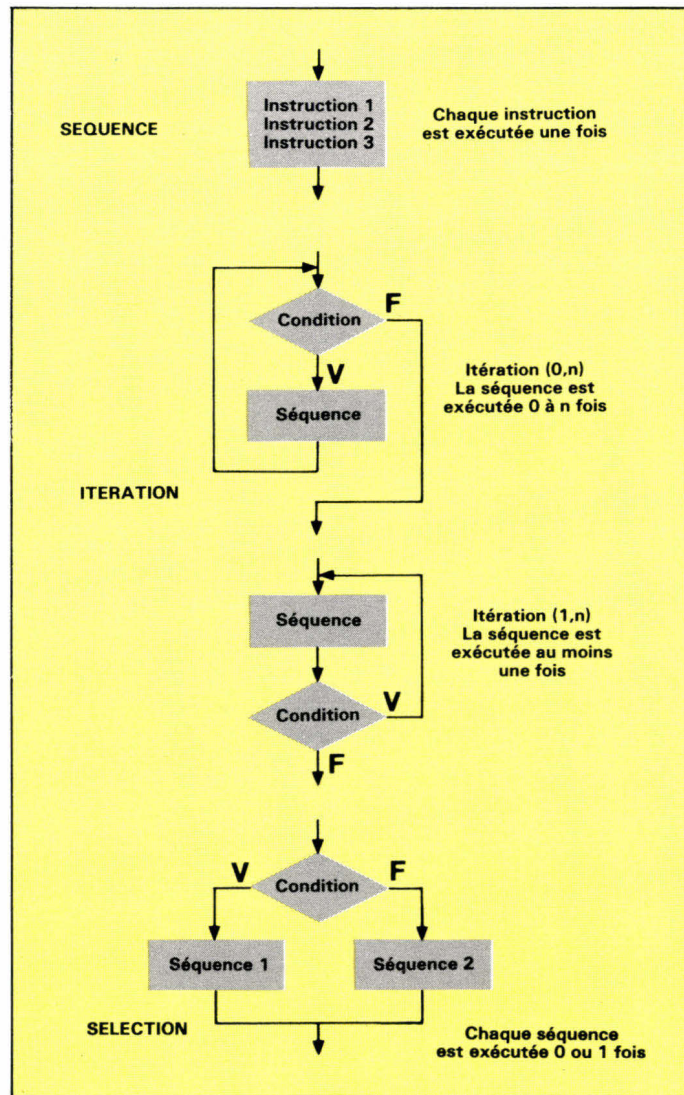 Instruction 1
Instruction 2
Instruction 3
SEQUENCE
Chaque instruction
est exécutée une fois
Condition
F
V
Séquence
Itération (0,n)
La séquence est
exécutée 0 à n fois
ITERATION
Séquence
Condition
V
F
Itération (1,n)
La séquence est
exécutée au moins
une fois
V
Condition
F
Séquence 1
Séquence 2
SELECTION
Chaque séquence
est exécutée 0 ou 1 fois